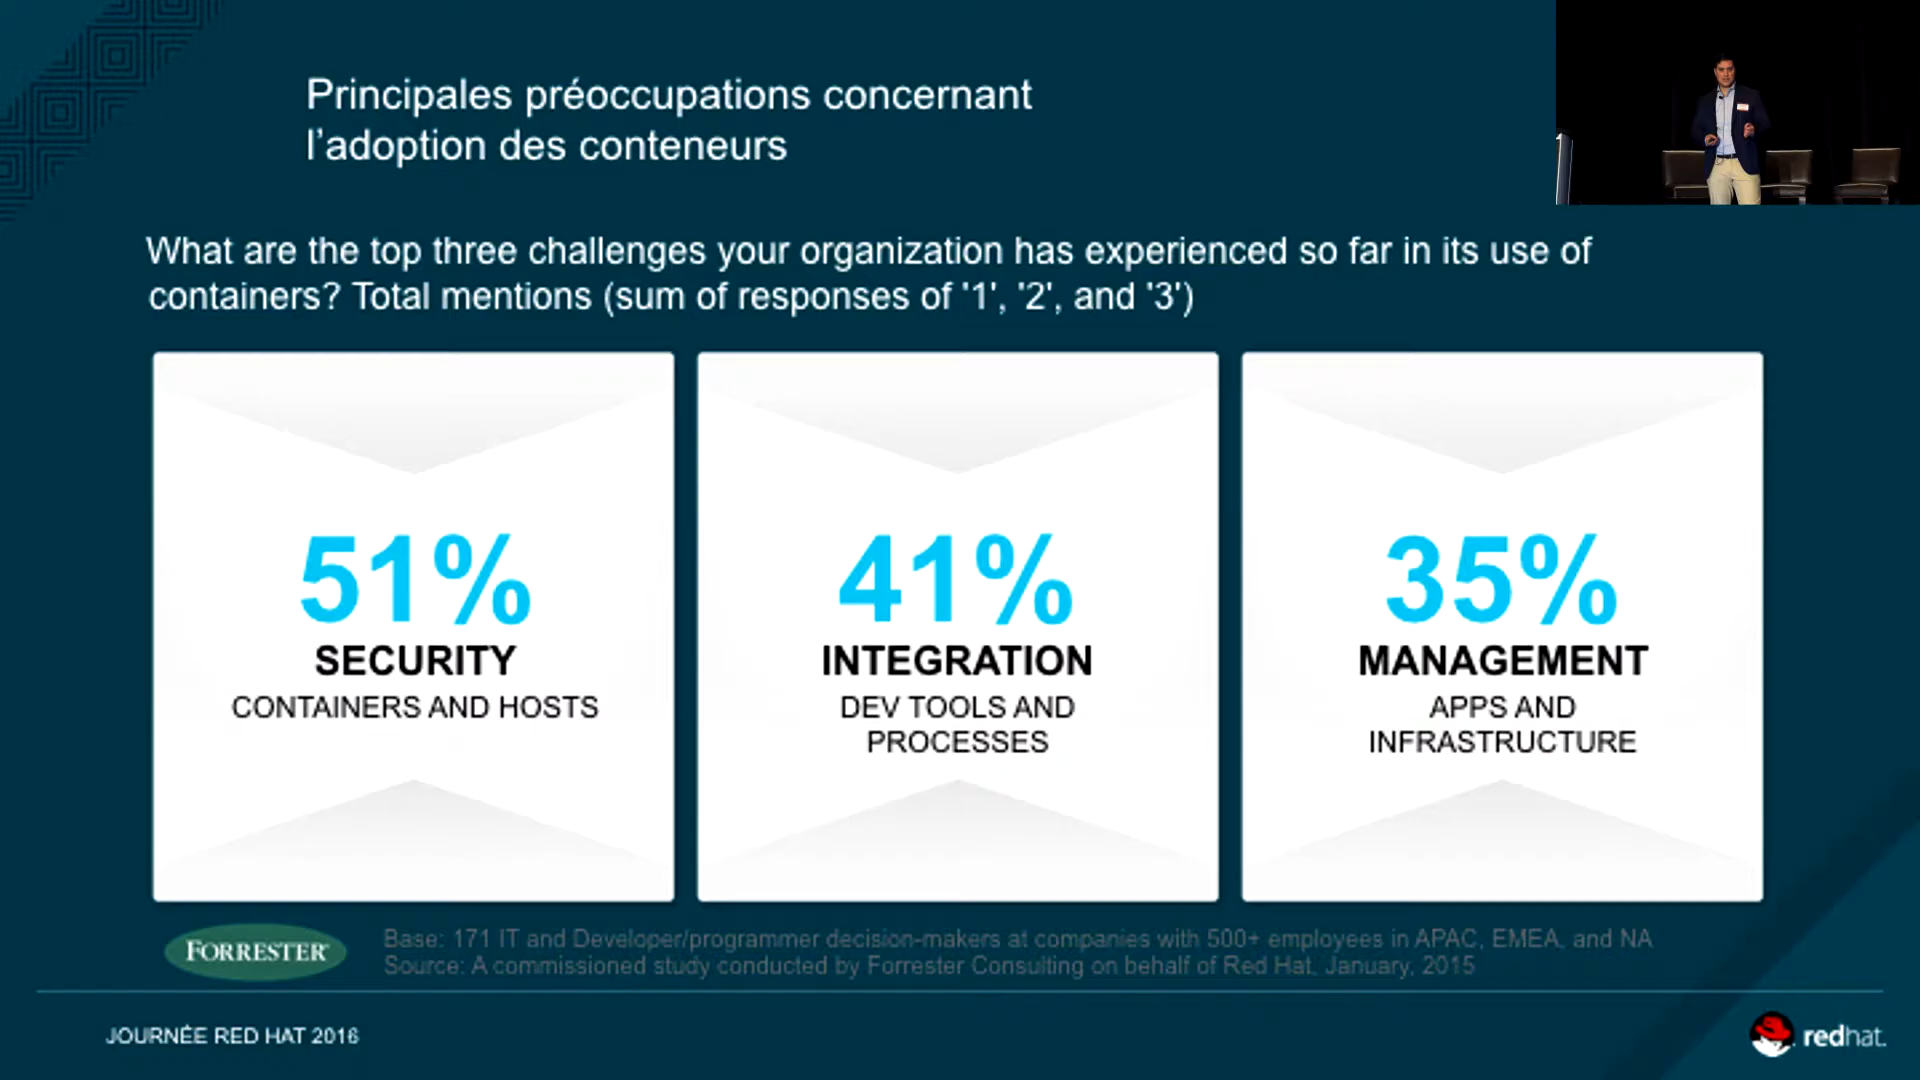 Principales préoccupations concernant
l’adoption des conteneurs
What are the top three challenges your organization has experienced so far in its use of
containers? Total mentions (sum of responses of '1', '2', and '3')
51%
SECURITY
CONTAINERS AND HOSTS
41%
INTEGRATION
DEV TOOLS AND
PROCESSES
35%
MANAGEMENT
APPS AND
INFRASTRUCTURE
FORRESTER®
Base: 171 IT and Developer/programmer decision-makers at companies with 500+ employees in APAC, EMEA, and NA
Source: A commissioned study conducted by Forrester Consulting on behalf of Red Hat, January, 2015
JOURNÉE RED HAT 2016
redhat.